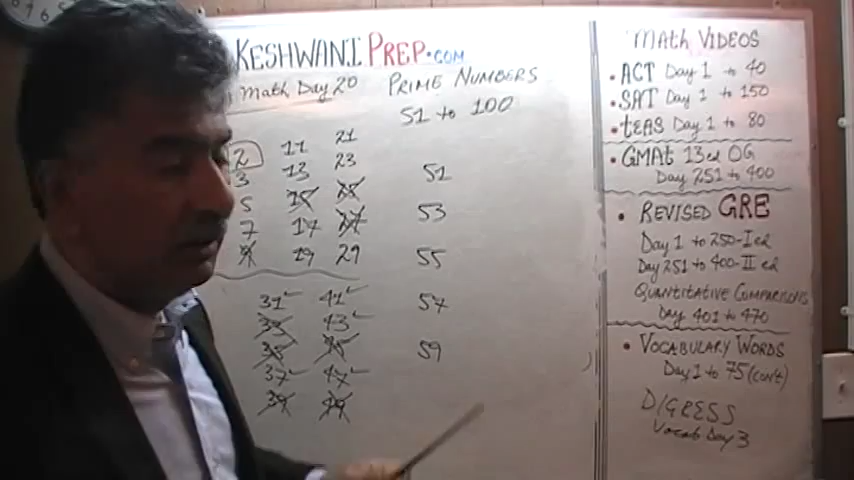 KESHWANI PREP.COM
Math Day 20
PRIME NUMBERS
51 to 100
2 11 21
3 13 23
5 15 25
7 17 27
9 19 29
31 41
33 43
35 45
37 47
39 49
51
53
55
57
59
MATH VIDEOS
• ACT Day 1 to 40
• SAT Day 1 to 150
• tEAS Day 1 to 80
• GMAt 13ed OG
Day 251 to 400
• REVISED GRE
Day 1 to 250-I ed
Day 251 to 400-II ed
QUANTITATIVE COMPARISONS
Day 401 to 470
• VOCABULARY WORDS
Day 1 to 75 (con't)
DIGRESS
Vocab Day 3